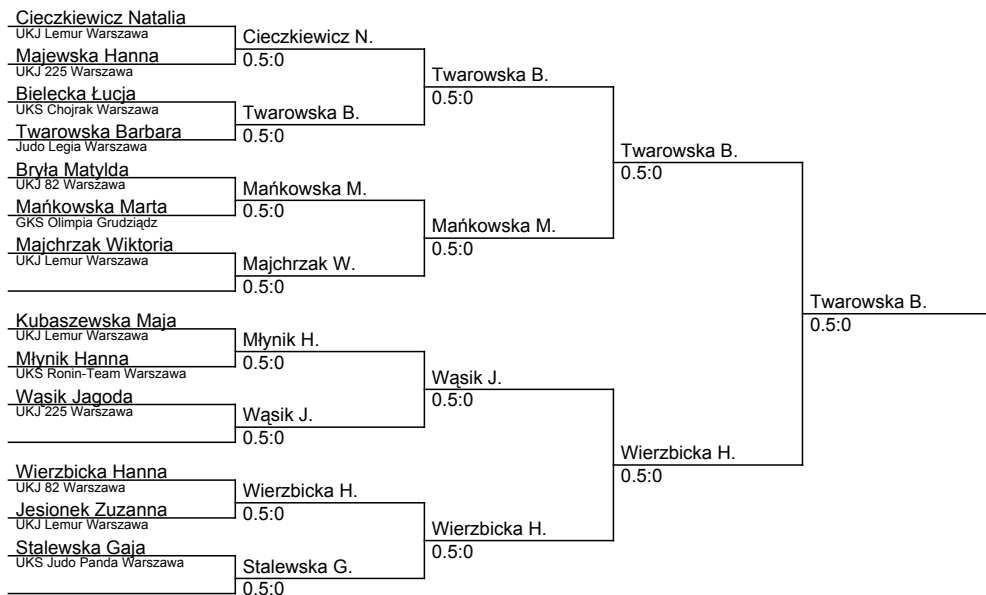 Cieczkiewicz Natalia
UKJ Lemur Warszawa
Majewska Hanna
UKJ 225 Warszawa
Bielecka Łucja
UKS Chojrak Warszawa
Twarowska Barbara
Judo Legia Warszawa
Bryła Matylda
UKJ 82 Warszawa
Mańkowska Marta
GKS Olimpia Grudziądz
Majchrzak Wiktoria
UKJ Lemur Warszawa
Kubaszewska Maja
UKJ Lemur Warszawa
Młynik Hanna
UKS Ronin-Team Warszawa
Wąsik Jagoda
UKJ 225 Warszawa
Wierzbicka Hanna
UKJ 82 Warszawa
Jesionek Zuzanna
UKJ Lemur Warszawa
Stalewska Gaja
UKS Judo Panda Warszawa
Cieczkiewicz N.
0.5:0
Twarowska B.
0.5:0
Mańkowska M.
0.5:0
Majchrzak W.
0.5:0
Młynik H.
0.5:0
Wąsik J.
0.5:0
Wierzbicka H.
0.5:0
Stalewska G.
0.5:0
Twarowska B.
0.5:0
Mańkowska M.
0.5:0
Wąsik J.
0.5:0
Wierzbicka H.
0.5:0
Twarowska B.
0.5:0
Wierzbicka H.
0.5:0
Twarowska B.
0.5:0